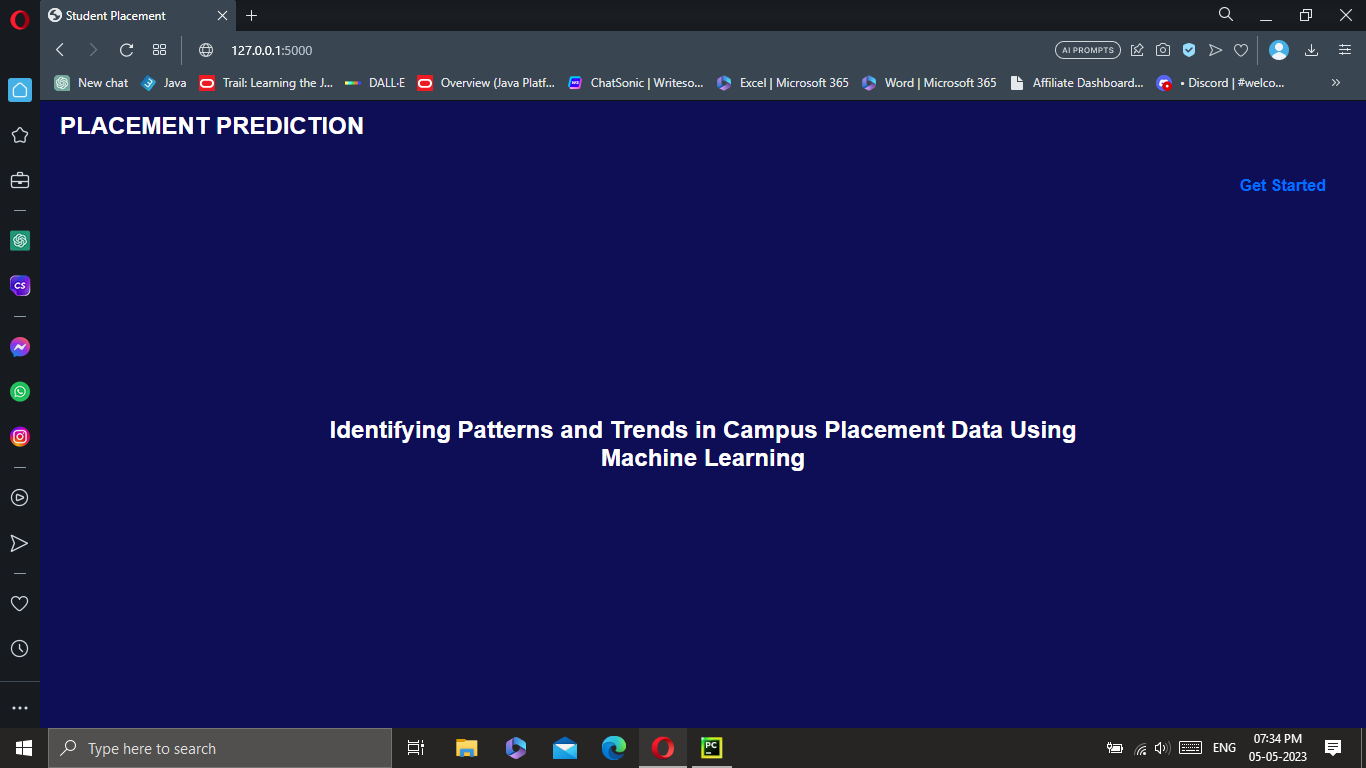 Student Placement
127.0.0.1:5000
AI PROMPTS
New chat Java Trail: Learning the J... DALL·E Overview (Java Platf... ChatSonic | Writeso... Excel | Microsoft 365 Word | Microsoft 365 Affiliate Dashboard... • Discord | #welco... »
PLACEMENT PREDICTION
Get Started
CS
Identifying Patterns and Trends in Campus Placement Data Using
Machine Learning
Type here to search
PC
ENG
07:34 PM
05-05-2023